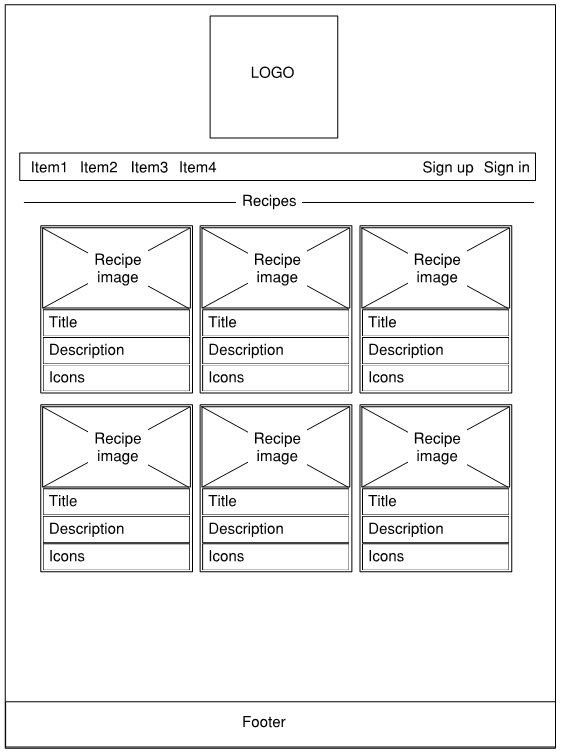 LOGO
Item1 Item2 Item3 Item4 Sign up Sign in
Recipes
Recipe
image
Title
Description
Icons
Recipe
image
Title
Description
Icons
Recipe
image
Title
Description
Icons
Recipe
image
Title
Description
Icons
Recipe
image
Title
Description
Icons
Recipe
image
Title
Description
Icons
Footer